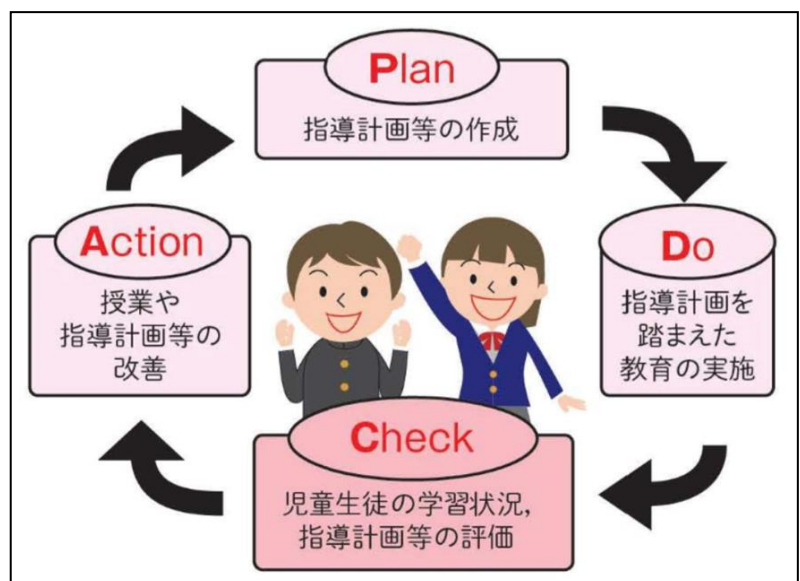 Plan
指導計画等の作成
Do
指導計画を
踏まえた
教育の実施
Check
児童生徒の学習状況,
指導計画等の評価
Action
授業や
指導計画等の
改善